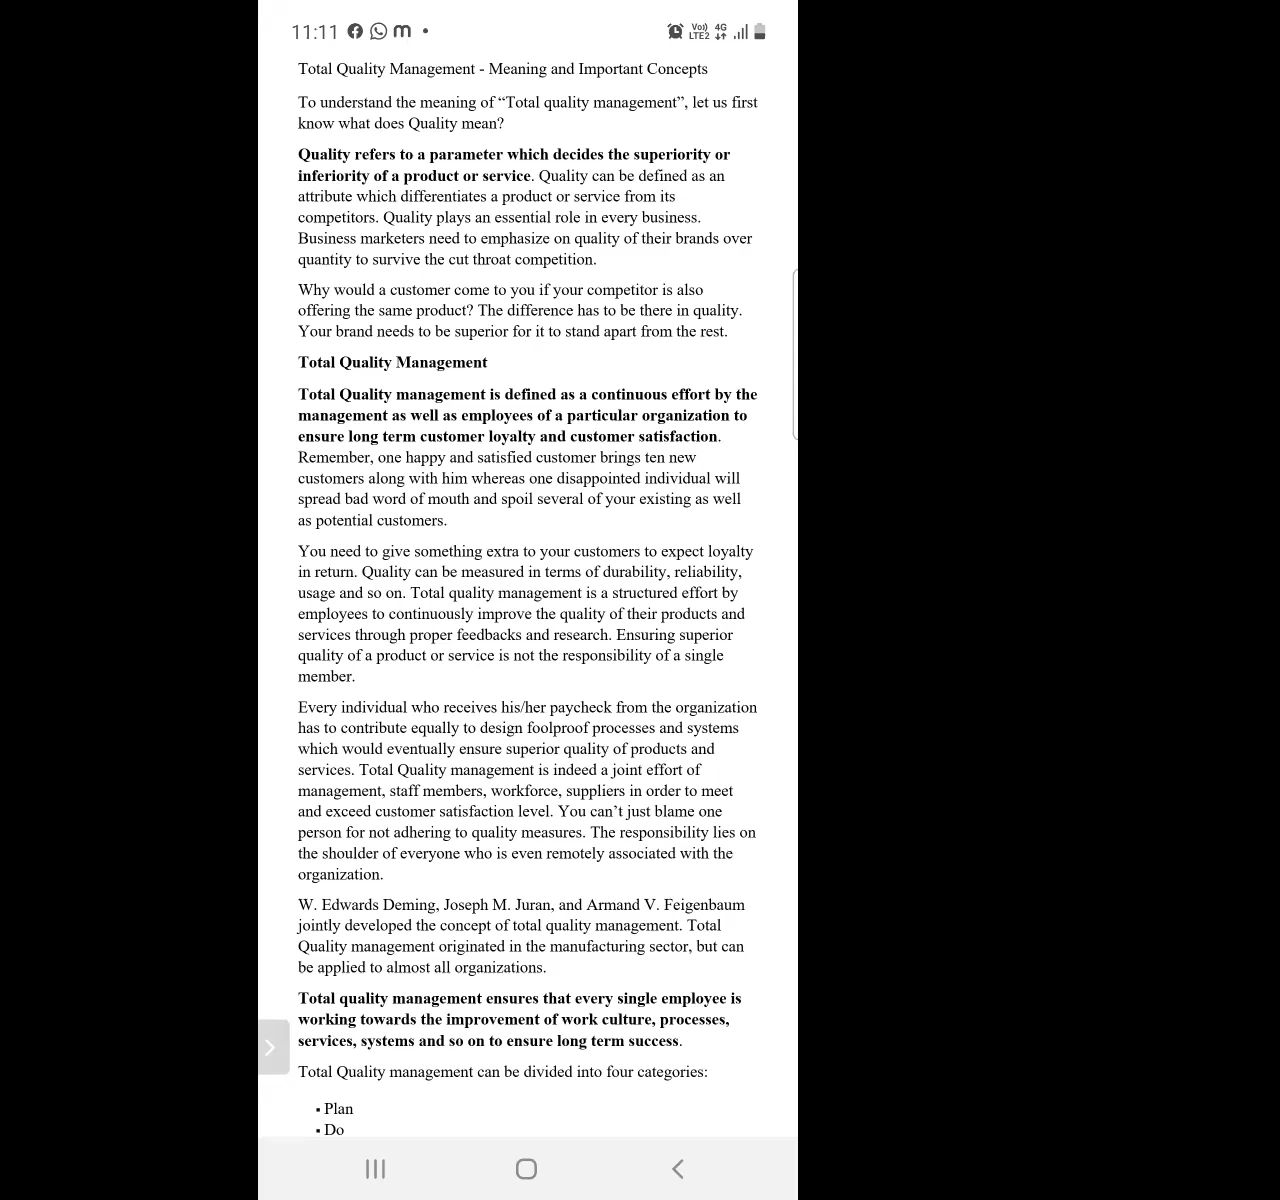 11:11
Vo)) 4G
LTE2
Total Quality Management - Meaning and Important Concepts
To understand the meaning of “Total quality management”, let us first
know what does Quality mean?
Quality refers to a parameter which decides the superiority or
inferiority of a product or service. Quality can be defined as an
attribute which differentiates a product or service from its
competitors. Quality plays an essential role in every business.
Business marketers need to emphasize on quality of their brands over
quantity to survive the cut throat competition.
Why would a customer come to you if your competitor is also
offering the same product? The difference has to be there in quality.
Your brand needs to be superior for it to stand apart from the rest.
Total Quality Management
Total Quality management is defined as a continuous effort by the
management as well as employees of a particular organization to
ensure long term customer loyalty and customer satisfaction.
Remember, one happy and satisfied customer brings ten new
customers along with him whereas one disappointed individual will
spread bad word of mouth and spoil several of your existing as well
as potential customers.
You need to give something extra to your customers to expect loyalty
in return. Quality can be measured in terms of durability, reliability,
usage and so on. Total quality management is a structured effort by
employees to continuously improve the quality of their products and
services through proper feedbacks and research. Ensuring superior
quality of a product or service is not the responsibility of a single
member.
Every individual who receives his/her paycheck from the organization
has to contribute equally to design foolproof processes and systems
which would eventually ensure superior quality of products and
services. Total Quality management is indeed a joint effort of
management, staff members, workforce, suppliers in order to meet
and exceed customer satisfaction level. You can’t just blame one
person for not adhering to quality measures. The responsibility lies on
the shoulder of everyone who is even remotely associated with the
organization.
W. Edwards Deming, Joseph M. Juran, and Armand V. Feigenbaum
jointly developed the concept of total quality management. Total
Quality management originated in the manufacturing sector, but can
be applied to almost all organizations.
Total quality management ensures that every single employee is
working towards the improvement of work culture, processes,
services, systems and so on to ensure long term success.
Total Quality management can be divided into four categories:
▪ Plan
▪ Do